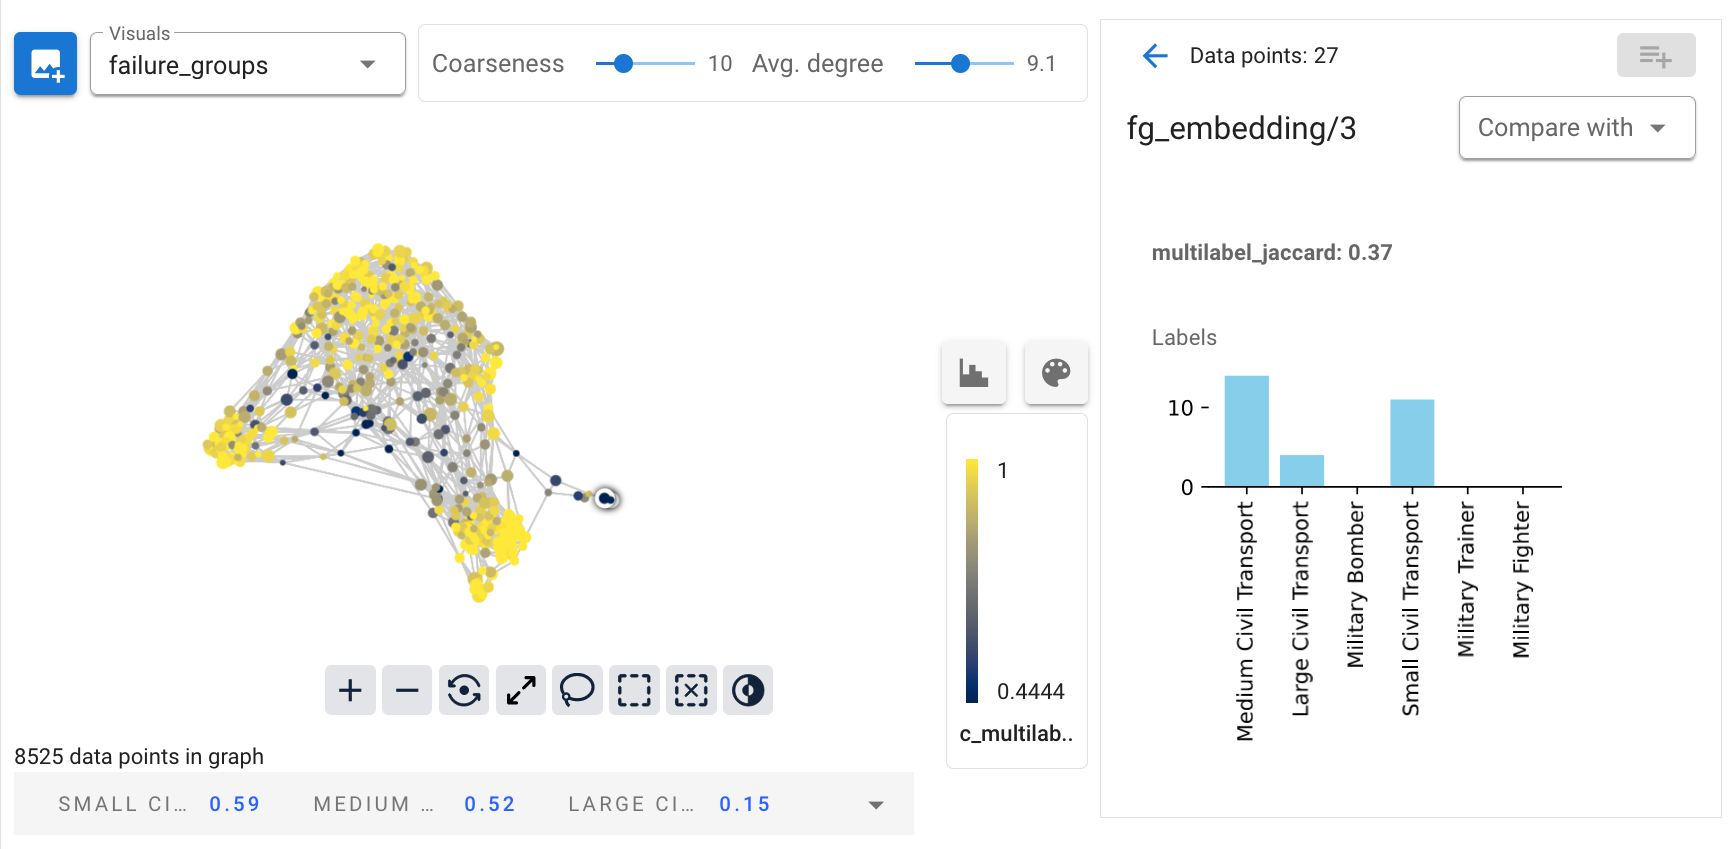 Visuals
failure_groups
Coarseness 10 Avg. degree 9.1
Data points: 27
fg_embedding/3
Compare with
multilabel_jaccard: 0.37
Labels
10
0
Medium Civil Transport
Large Civil Transport
Military Bomber
Small Civil Transport
Military Trainer
Military Fighter
1
0.4444
c_multilab..
8525 data points in graph
SMALL CI... 0.59 MEDIUM ... 0.52 LARGE CI... 0.15